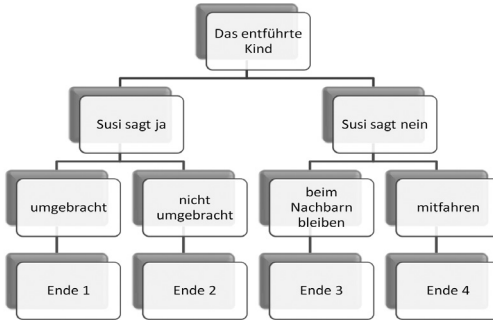 Das entführte
Kind
Susi sagt ja
Susi sagt nein
umgebracht
nicht
umgebracht
beim
Nachbarn
bleiben
mitfahren
Ende 1
Ende 2
Ende 3
Ende 4